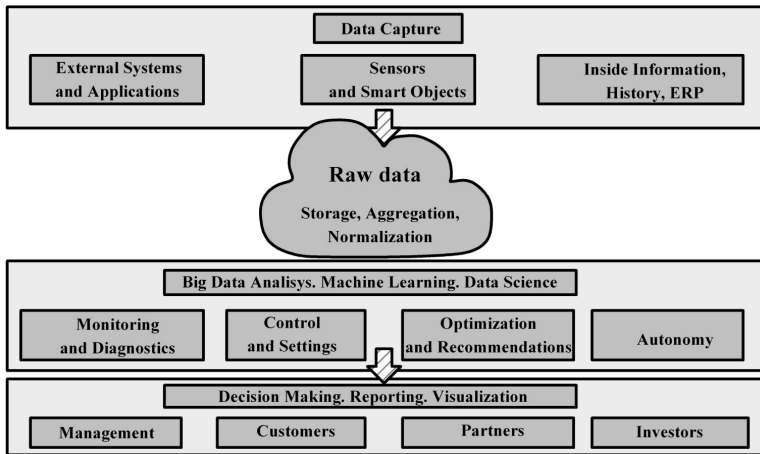 Data Capture
External Systems
and Applications
Sensors
and Smart Objects
Inside Information,
History, ERP
Raw data
Storage, Aggregation,
Normalization
Big Data Analisys. Machine Learning. Data Science
Monitoring
and Diagnostics
Control
and Settings
Optimization
and Recommendations
Autonomy
Decision Making. Reporting. Visualization
Management
Customers
Partners
Investors